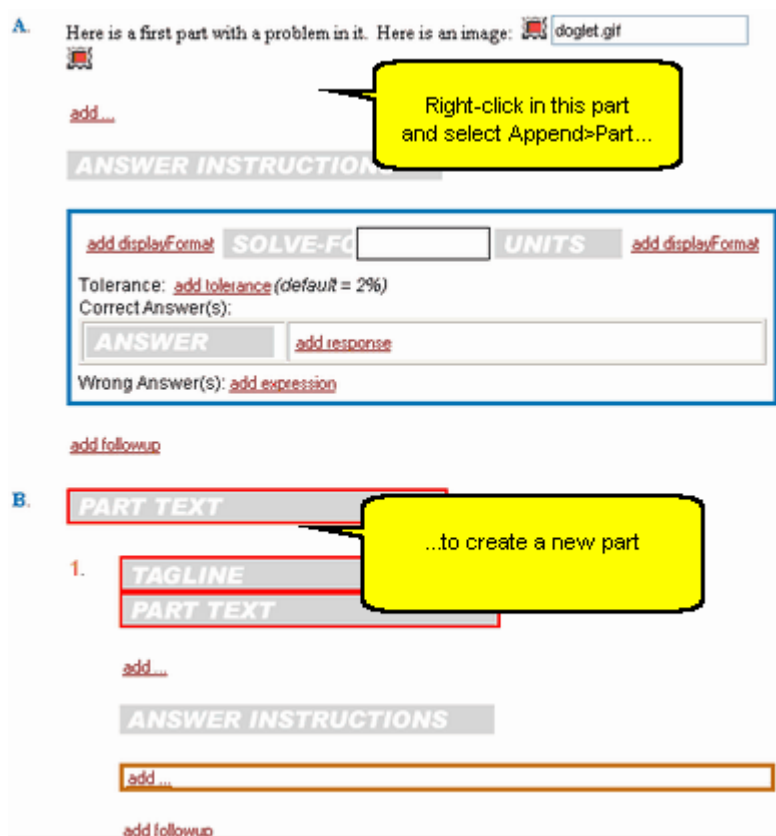 A. Here is a first part with a problem in it. Here is an image: doglet.gif
Right-click in this part
and select Append>Part...
add...
ANSWER INSTRUCTIONS
add displayFormat SOLVE-FO UNITS add displayFormat
Tolerance: add tolerance (default = 2%)
Correct Answer(s):
ANSWER add response
Wrong Answer(s): add expression
add followup
B. PART TEXT
...to create a new part
1. TAGLINE
PART TEXT
add ...
ANSWER INSTRUCTIONS
add ...
add followup